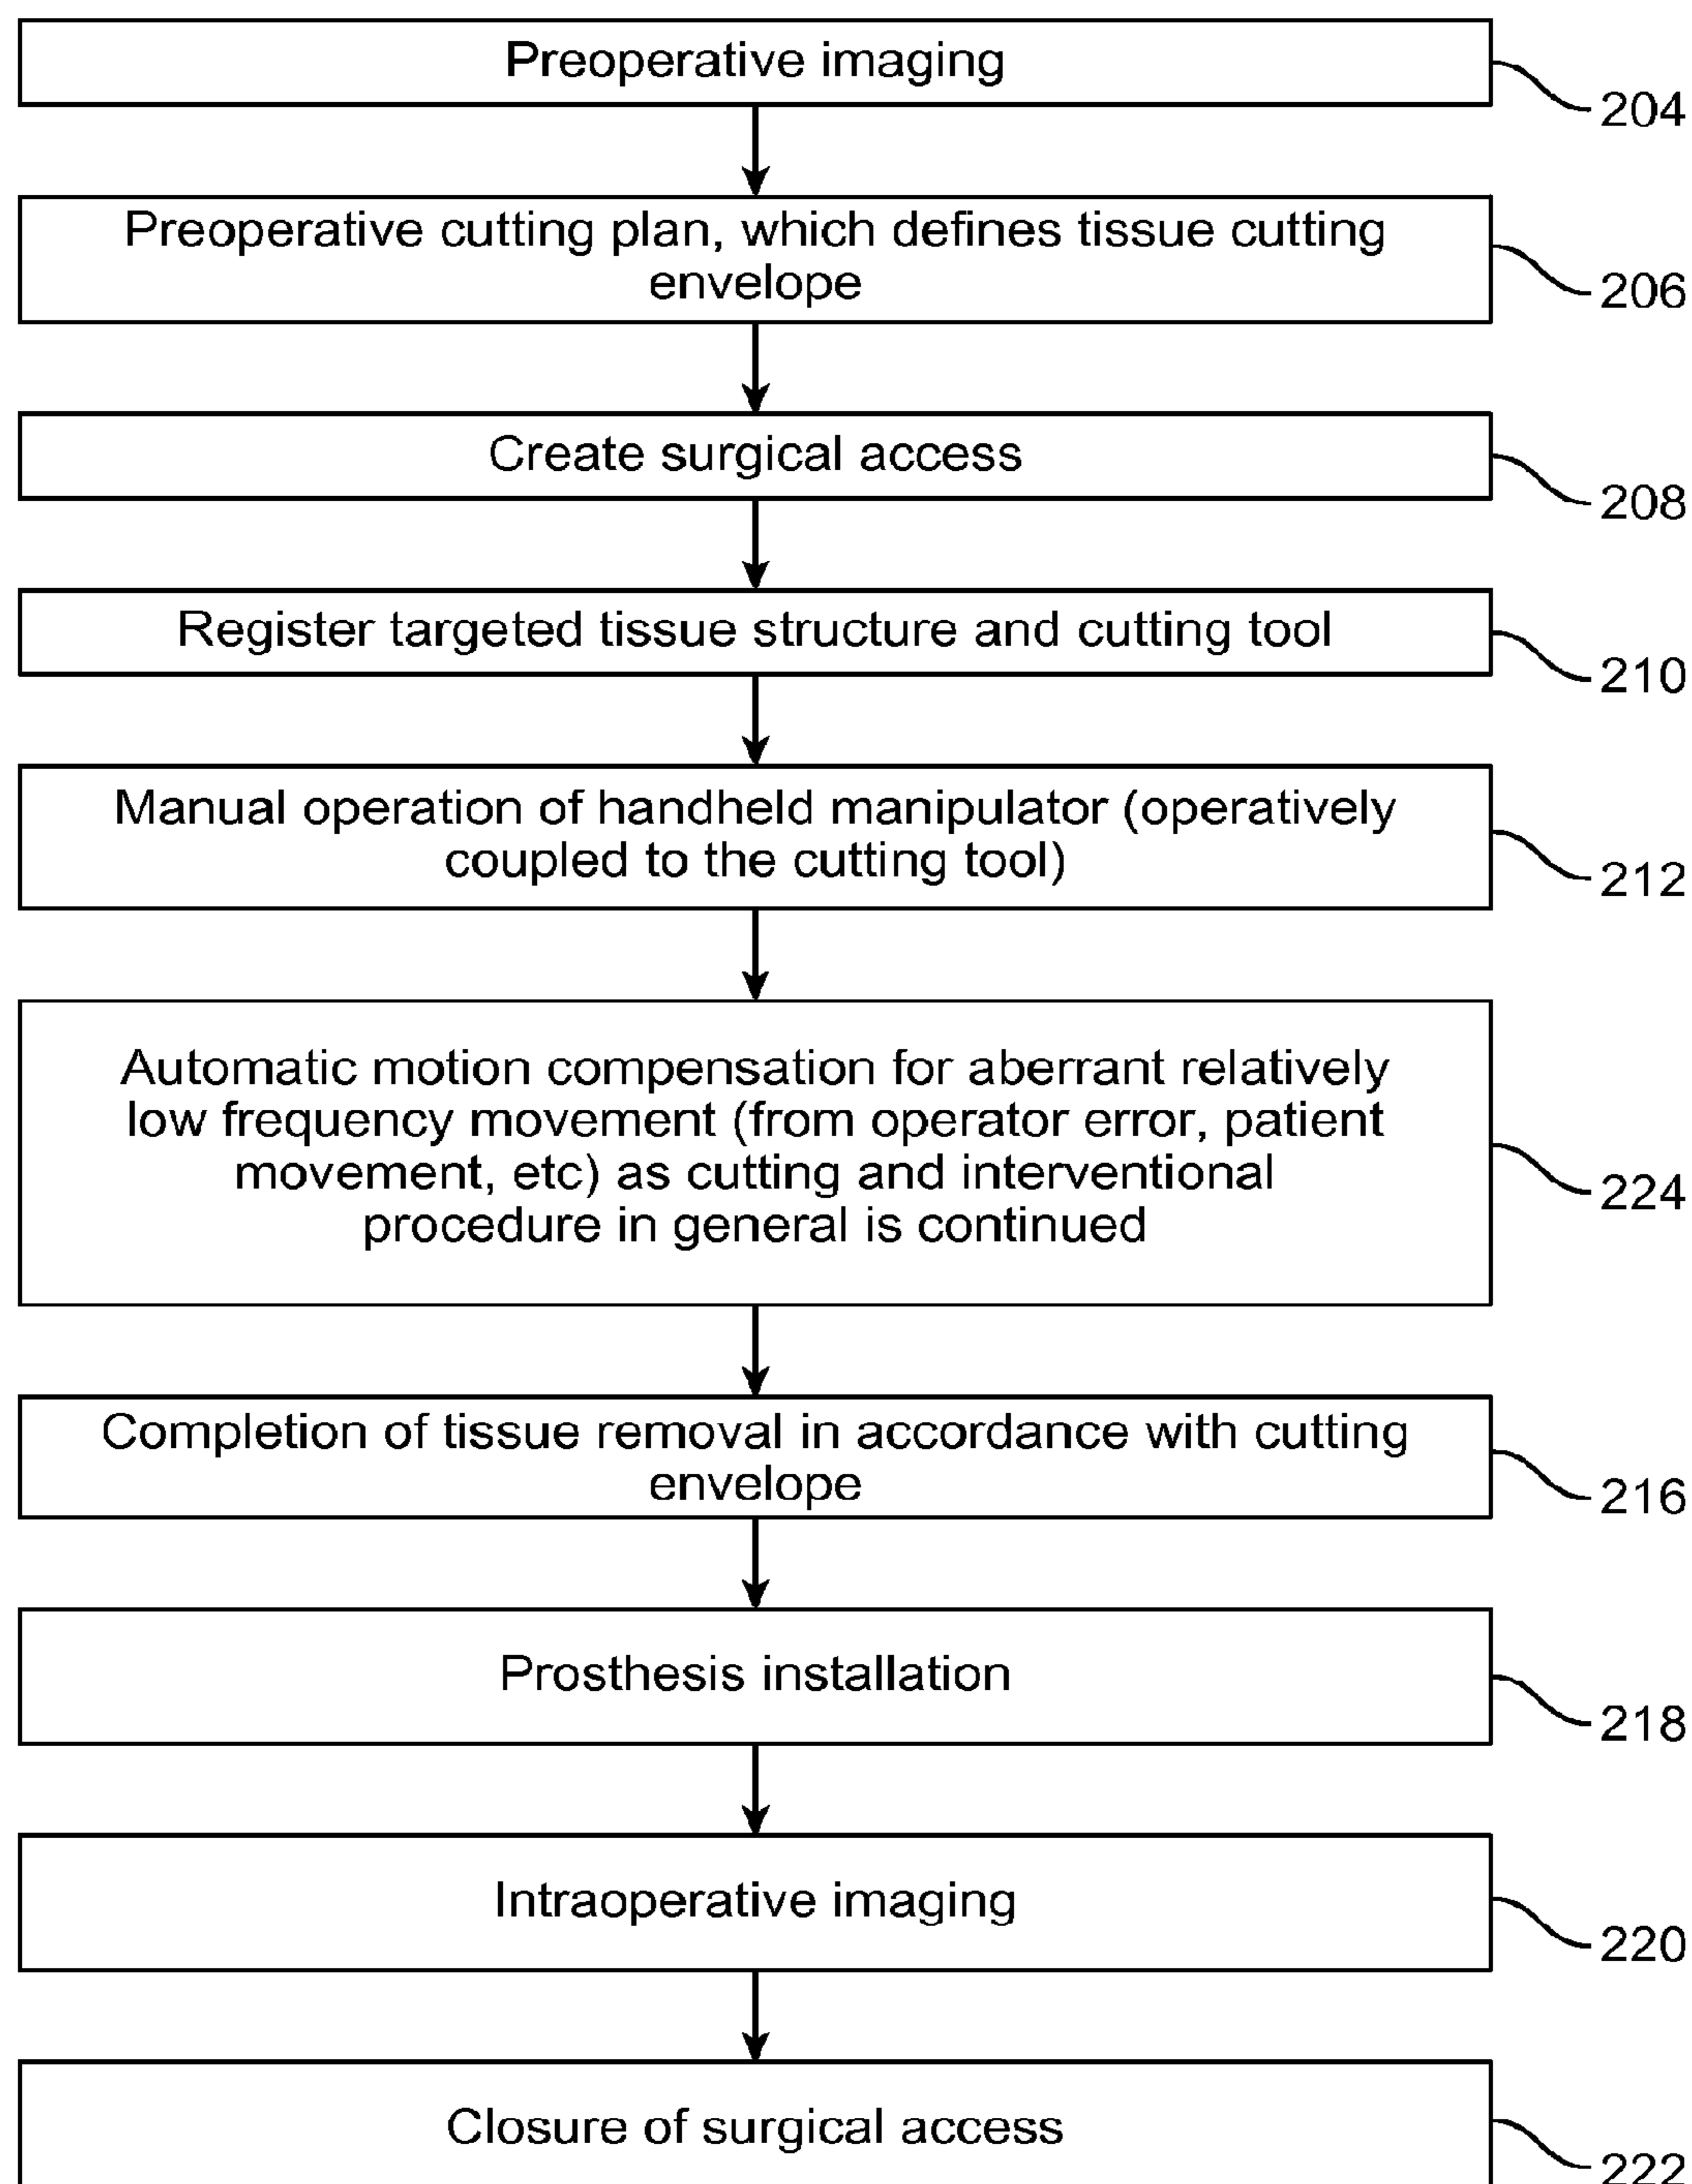 Preoperative imaging
204
Preoperative cutting plan, which defines tissue cutting
envelope
206
Create surgical access
208
Register targeted tissue structure and cutting tool
210
Manual operation of handheld manipulator (operatively
coupled to the cutting tool)
212
Automatic motion compensation for aberrant relatively
low frequency movement (from operator error, patient
movement, etc) as cutting and interventional
procedure in general is continued
224
Completion of tissue removal in accordance with cutting
envelope
216
Prosthesis installation
218
Intraoperative imaging
220
Closure of surgical access
222